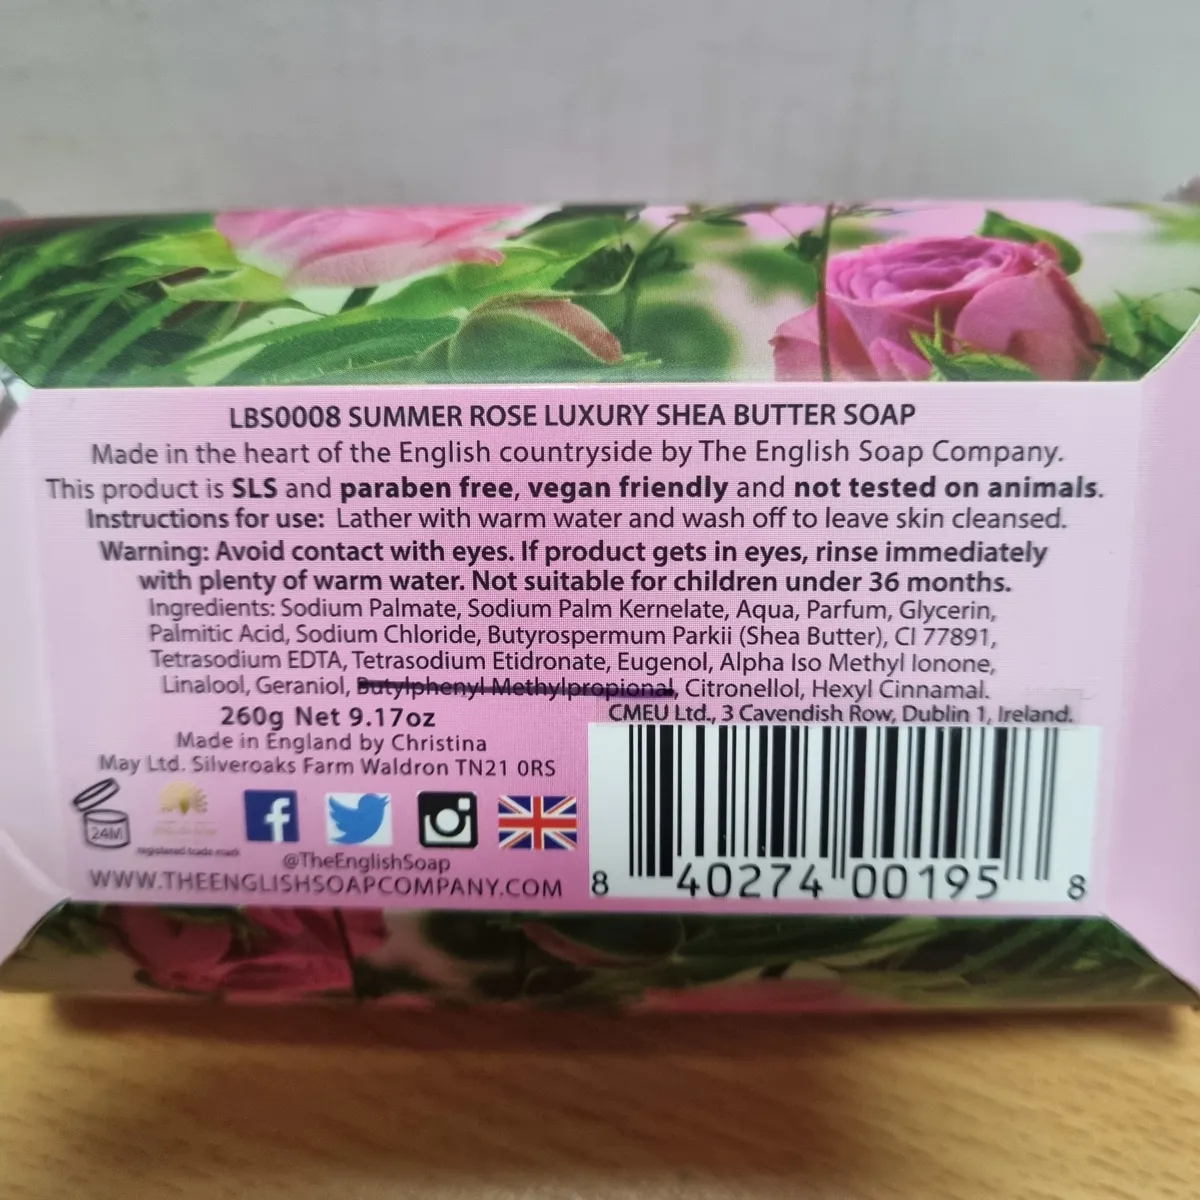 LBS0008 SUMMER ROSE LUXURY SHEA BUTTER SOAP
Made in the heart of the English countryside by The English Soap Company.
This product is SLS and paraben free, vegan friendly and not tested on animals.
Instructions for use: Lather with warm water and wash off to leave skin cleansed.
Warning: Avoid contact with eyes. If product gets in eyes, rinse immediately
with plenty of warm water. Not suitable for children under 36 months.
Ingredients: Sodium Palmate, Sodium Palm Kernelate, Aqua, Parfum, Glycerin,
Palmitic Acid, Sodium Chloride, Butyrospermum Parkii (Shea Butter), CI 77891,
Tetrasodium EDTA, Tetrasodium Etidronate, Eugenol, Alpha Iso Methyl Ionone,
Linalool, Geraniol, Butylphenyl Methylpropional, Citronellol, Hexyl Cinnamal.
260g Net 9.17oz
Made in England by Christina
May Ltd. Silveroaks Farm Waldron TN21 0RS
CMEU Ltd., 3 Cavendish Row, Dublin 1, Ireland.
24M
registered trade mark
@TheEnglishSoap
WWW.THEENGLISHSOAPCOMPANY.COM
8 40274 00195 8